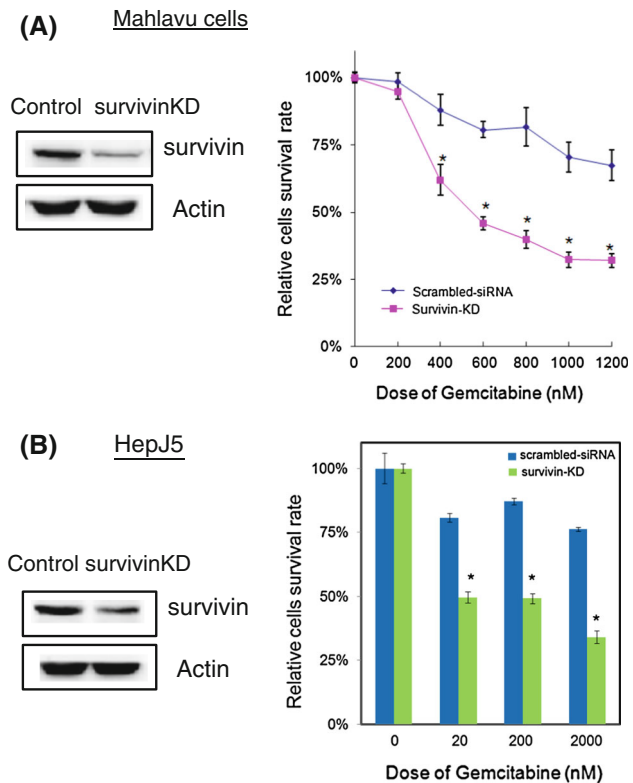 (A) Mahlavu cells
Control survivinKD
survivin
Actin
Relative cells survival rate
100%
75%
50%
25%
0%
*
*
*
*
*
Scrambled-siRNA
Survivin-KD
0 200 400 600 800 1000 1200
Dose of Gemcitabine (nM)
(B) HepJ5
Control survivinKD
survivin
Actin
Relative cells survival rate
100%
75%
50%
25%
0%
scrambled-siRNA
survivin-KD
*
*
*
0 20 200 2000
Dose of Gemcitabine (nM)